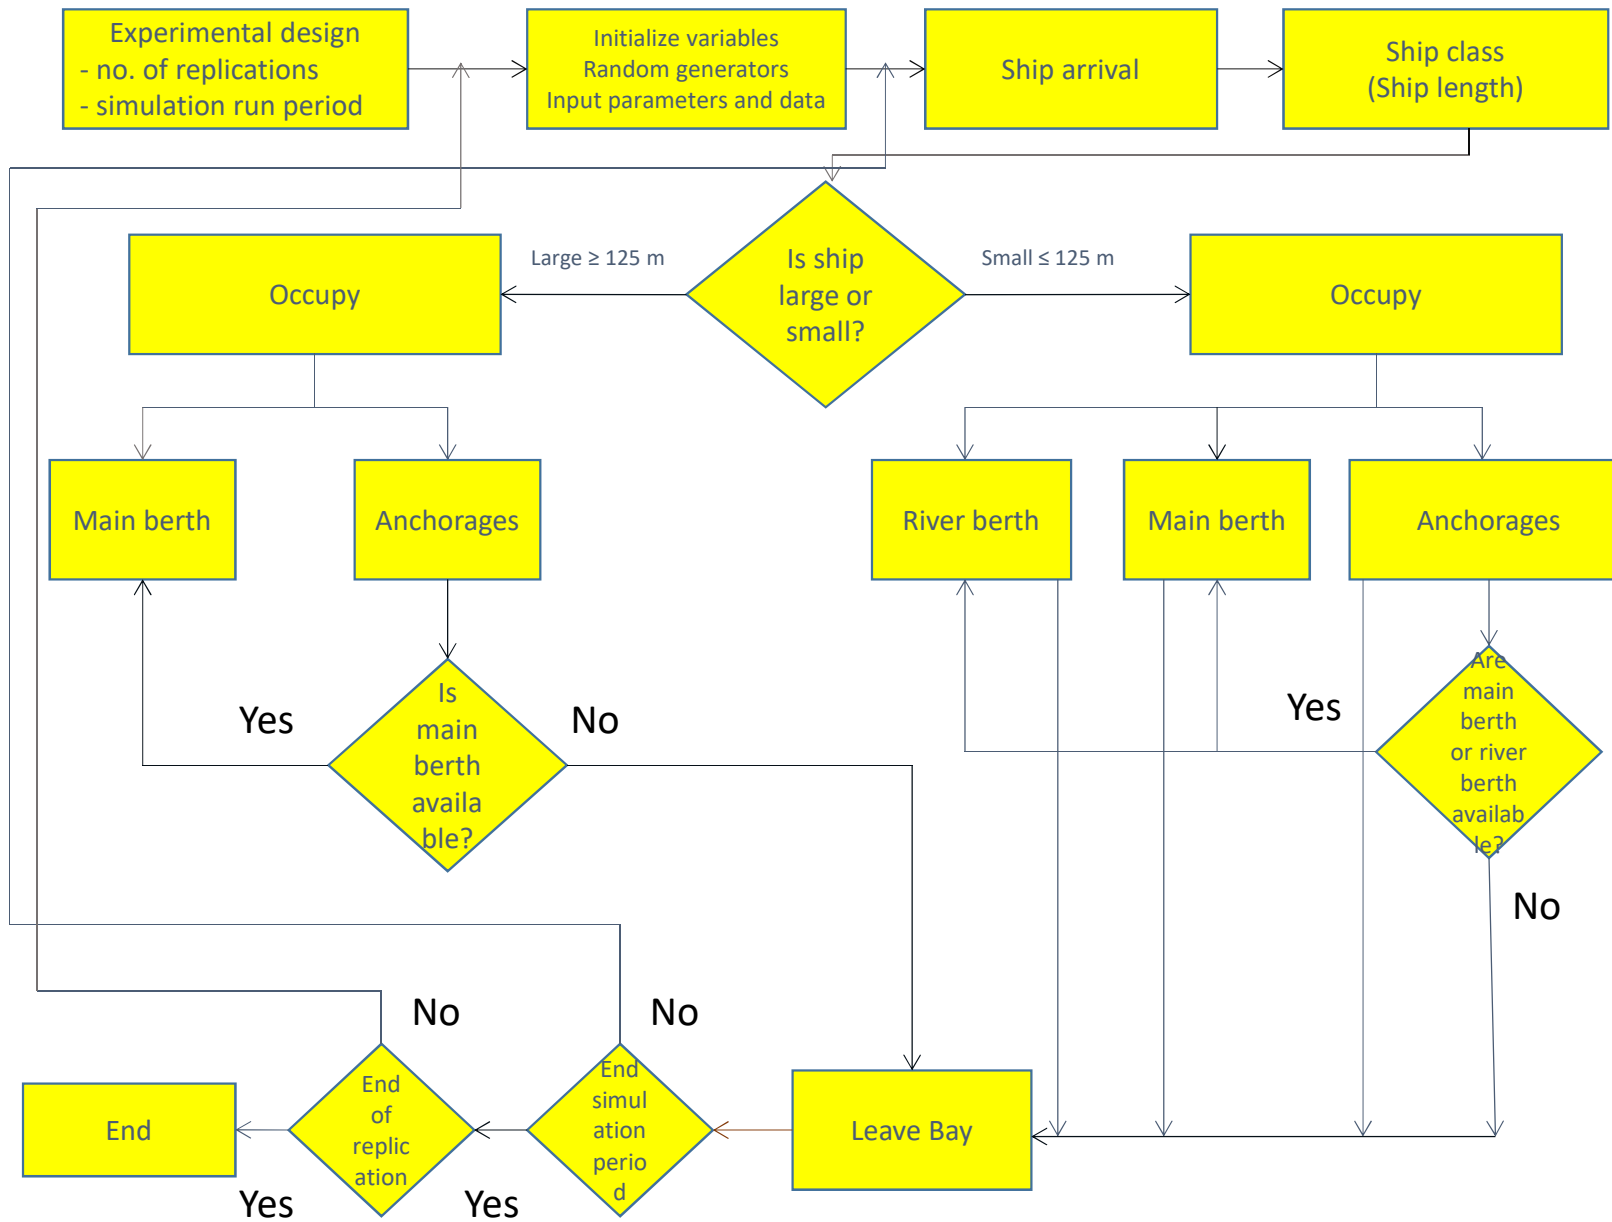 Experimental design
- no. of replications
- simulation run period
Initialize variables
Random generators
Input parameters and data
Ship arrival
Ship class
(Ship length)
Large ≥ 125 m
Is ship
large or
small?
Small ≤ 125 m
Occupy
Occupy
Main berth
Anchorages
River berth
Main berth
Anchorages
Yes
Is
main
berth
availa
ble?
No
Yes
Are
main
berth
or river
berth
availab
le?
No
No
No
End
End
of
replic
ation
Yes
End
simul
ation
perio
d
Yes
Leave Bay